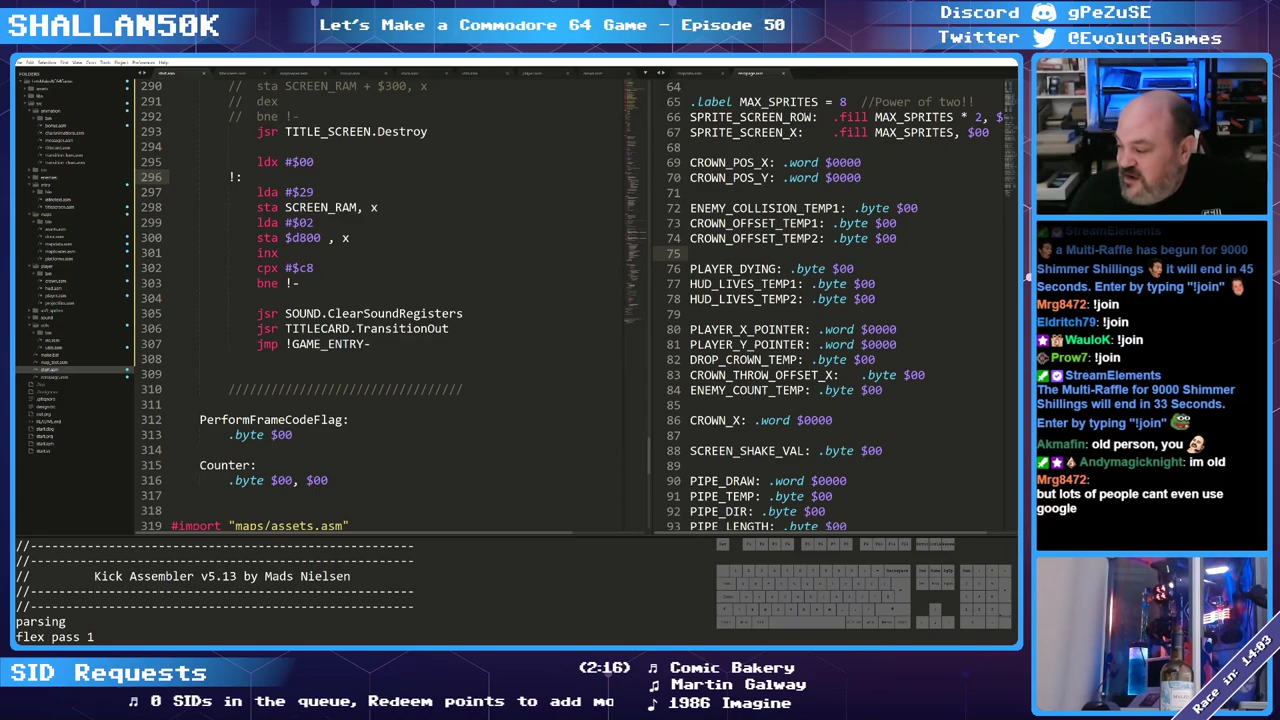 SHALLAN50K
Let's Make a Commodore 64 Game - Episode 50
Discord gPeZuSE
Twitter @EvoluteGames
FOLDERS
290 // sta SCREEN_RAM + $300, x
291 // dex
292 // bne !-
293 jsr TITLE_SCREEN.Destroy
294
295 ldx #$00
296 !:
297 lda #$29
298 sta SCREEN_RAM, x
299 lda #$02
300 sta $d800 , x
301 inx
302 cpx #$c8
303 bne !-
304
305 jsr SOUND.ClearSoundRegisters
306 jsr TITLECARD.TransitionOut
307 jmp !GAME_ENTRY-
308
309
310 /////////////////////////////////
311
312 PerformFrameCodeFlag:
313 .byte $00
314
315 Counter:
316 .byte $00, $00
317
318
319 #import "maps/assets.asm"
64
65 .label MAX_SPRITES = 8 //Power of two!!
66 SPRITE_SCREEN_ROW: .fill MAX_SPRITES * 2, $
67 SPRITE_SCREEN_X: .fill MAX_SPRITES, $00
68
69 CROWN_POS_X: .word $0000
70 CROWN_POS_Y: .word $0000
71
72 ENEMY_COLLISION_TEMP1: .byte $00
73 CROWN_OFFSET_TEMP1: .byte $00
74 CROWN_OFFSET_TEMP2: .byte $00
75
76 PLAYER_DYING: .byte $00
77 HUD_LIVES_TEMP1: .byte $00
78 HUD_LIVES_TEMP2: .byte $00
79
80 PLAYER_X_POINTER: .word $0000
81 PLAYER_Y_POINTER: .word $0000
82 DROP_CROWN_TEMP: .byte $00
83 CROWN_THROW_OFFSET_X: .byte $00
84 ENEMY_COUNT_TEMP: .byte $00
85
86 CROWN_X: .word $0000
87
88 SCREEN_SHAKE_VAL: .byte $00
89
90 PIPE_DRAW: .word $0000
91 PIPE_TEMP: .byte $00
92 PIPE_DIR: .byte $00
93 PIPE_LENGTH: .byte $00
//------------------------------------------------------
//------------------------------------------------------
// Kick Assembler v5.13 by Mads Nielsen
//------------------------------------------------------
//------------------------------------------------------
parsing
flex pass 1
StreamElements
a Multi-Raffle has begun for 9000
Shimmer Shillings it will end in 45
Seconds. Enter by typing "!join"
Mrg8472: !join
Eldritch79: !join
WauloK: !join
Prow7: !join
StreamElements
The Multi-Raffle for 9000 Shimmer
Shillings will end in 33 Seconds.
Enter by typing "!join"
Akmafin: old person, you
Andymagicknight: im old
Mrg8472:
but lots of people cant even use
google
Race in: 14:03
SID Requests
(2:16)
Comic Bakery
Martin Galway
1986 Imagine
0 SIDs in the queue, Redeem points to add mo